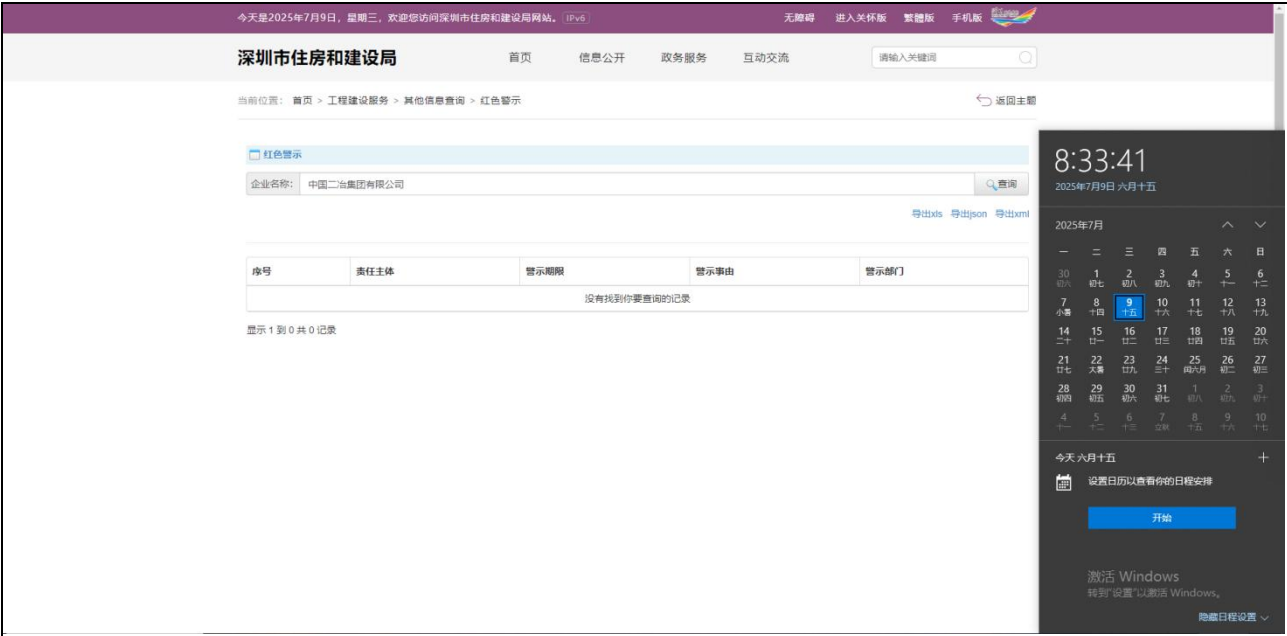 今天是2025年7月9日，星期三，欢迎您访问深圳市住房和建设局网站。 IPv6 无障碍 进入关怀版 繁體版 手机版
深圳市住房和建设局 首页 信息公开 政务服务 互动交流 请输入关键词
当前位置： 首页 > 工程建设服务 > 其他信息查询 > 红色警示 返回主题
红色警示
企业名称： 中国二冶集团有限公司 查询
导出xls 导出json 导出xml
序号 责任主体 警示期限 警示事由 警示部门
没有找到你要查询的记录
显示 1 到 0 共 0 记录
8:33:41
2025年7月9日 六月十五
2025年7月
一 二 三 四 五 六 日
30 1 2 3 4 5 6
初六 初七 初八 初九 初十 十一 十二
7 8 9 10 11 12 13
小暑 十四 十五 十六 十七 十八 十九
14 15 16 17 18 19 20
二十 廿一 廿二 廿三 廿四 廿五 廿六
21 22 23 24 25 26 27
廿七 大暑 廿九 三十 闰六月 初二 初三
28 29 30 31 1 2 3
初四 初五 初六 初七 初八 初九 初十
4 5 6 7 8 9 10
十一 十二 十三 立秋 十五 十六 十七
今天 六月十五
设置日历以查看你的日程安排
开始
激活 Windows
转到"设置"以激活 Windows。
隐藏日程设置